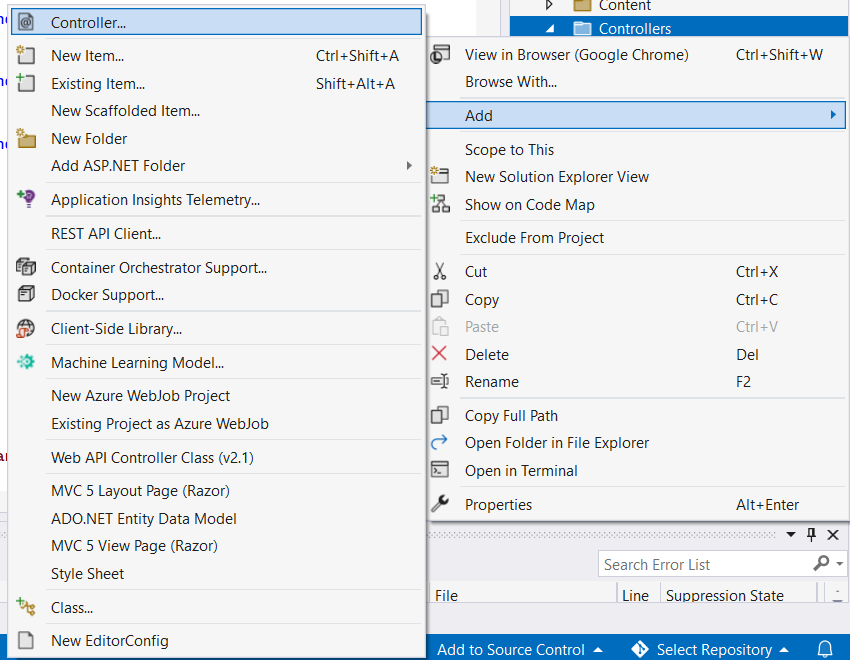 Content
Controllers
Controller...
New Item... Ctrl+Shift+A
Existing Item... Shift+Alt+A
New Scaffolded Item...
New Folder
Add ASP.NET Folder
Application Insights Telemetry...
REST API Client...
Container Orchestrator Support...
Docker Support...
Client-Side Library...
Machine Learning Model...
New Azure WebJob Project
Existing Project as Azure WebJob
Web API Controller Class (v2.1)
MVC 5 Layout Page (Razor)
ADO.NET Entity Data Model
MVC 5 View Page (Razor)
Style Sheet
Class...
New EditorConfig
View in Browser (Google Chrome) Ctrl+Shift+W
Browse With...
Add
Scope to This
New Solution Explorer View
Show on Code Map
Exclude From Project
Cut Ctrl+X
Copy Ctrl+C
Paste Ctrl+V
Delete Del
Rename F2
Copy Full Path
Open Folder in File Explorer
Open in Terminal
Properties Alt+Enter
Search Error List
File Line Suppression State
Add to Source Control Select Repository